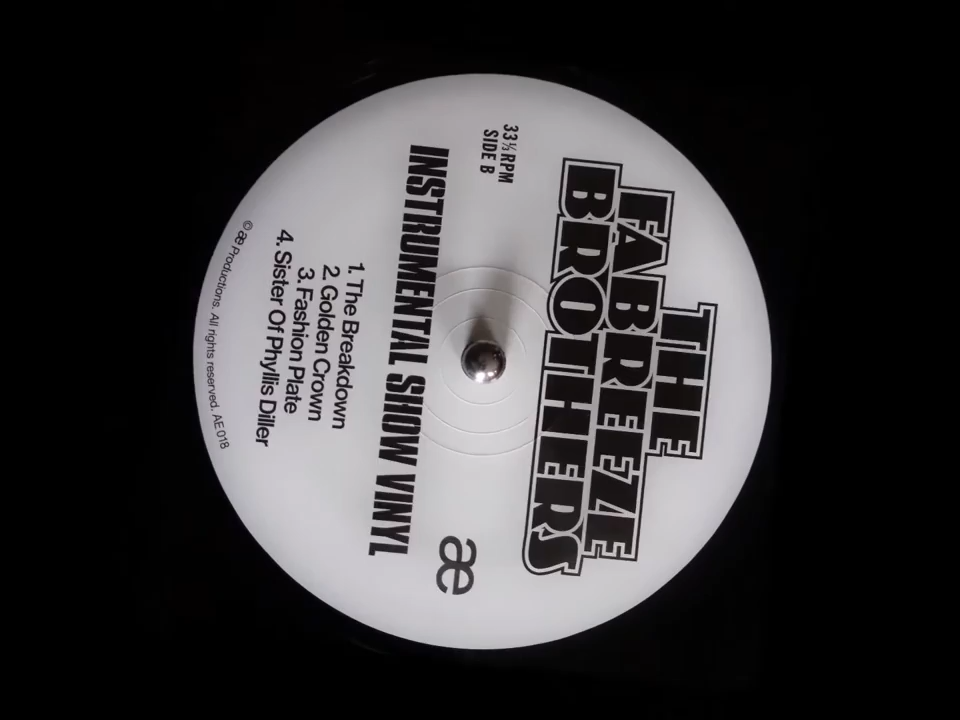 THE
FABREEZE
BROTHERS
33⅓ RPM
SIDE B
æ
INSTRUMENTAL SHOW VINYL
1. The Breakdown
2. Golden Crown
3. Fashion Plate
4. Sister Of Phyllis Diller
© æ Productions. All rights reserved. AE018